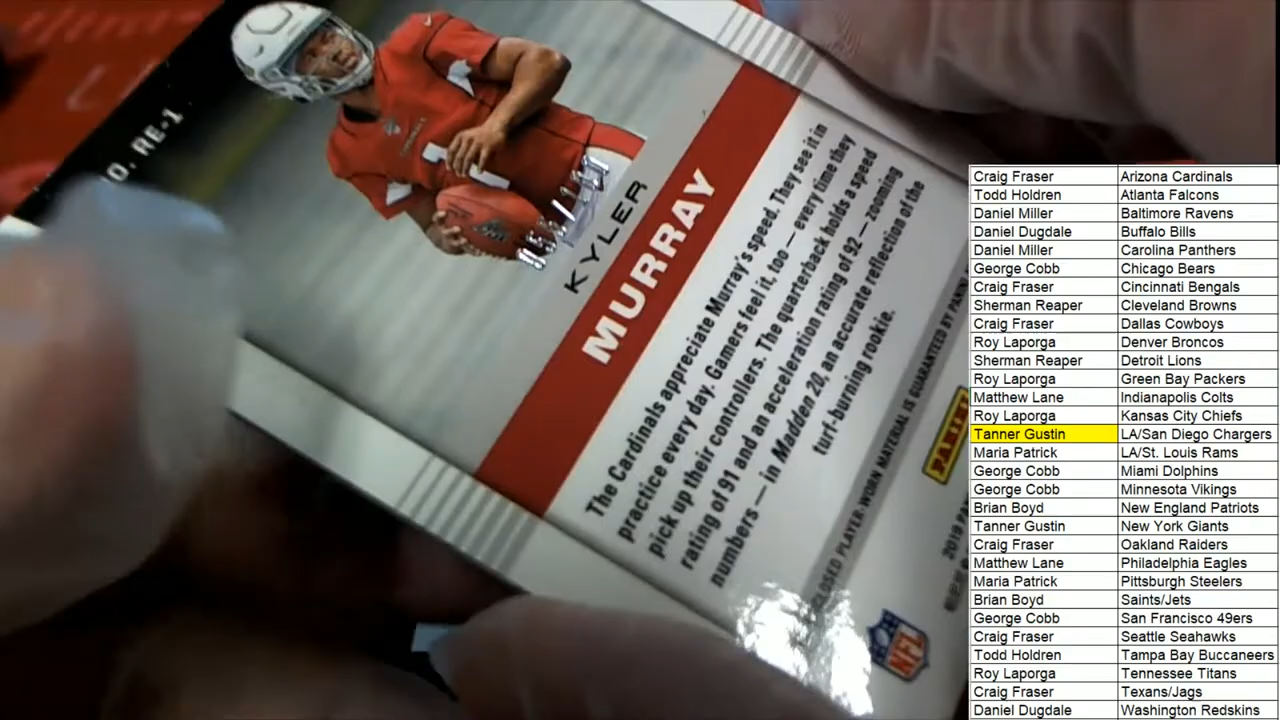 O. RE-1
KYLER
MURRAY
The Cardinals appreciate Murray's speed. They see it in
practice every day. Gamers feel it, too — every time they
pick up their controllers. The quarterback holds a speed
rating of 91 and an acceleration rating of 92 — zooming
numbers — in Madden 20, an accurate reflection of the
turf-burning rookie.
CLOSED PLAYER-WORN MATERIAL IS GUARANTEED BY PANINI
PANINI
NFL
Craig Fraser Arizona Cardinals
Todd Holdren Atlanta Falcons
Daniel Miller Baltimore Ravens
Daniel Dugdale Buffalo Bills
Daniel Miller Carolina Panthers
George Cobb Chicago Bears
Craig Fraser Cincinnati Bengals
Sherman Reaper Cleveland Browns
Craig Fraser Dallas Cowboys
Roy Laporga Denver Broncos
Sherman Reaper Detroit Lions
Roy Laporga Green Bay Packers
Matthew Lane Indianapolis Colts
Roy Laporga Kansas City Chiefs
Tanner Gustin LA/San Diego Chargers
Maria Patrick LA/St. Louis Rams
George Cobb Miami Dolphins
George Cobb Minnesota Vikings
Brian Boyd New England Patriots
Tanner Gustin New York Giants
Craig Fraser Oakland Raiders
Matthew Lane Philadelphia Eagles
Maria Patrick Pittsburgh Steelers
Brian Boyd Saints/Jets
George Cobb San Francisco 49ers
Craig Fraser Seattle Seahawks
Todd Holdren Tampa Bay Buccaneers
Roy Laporga Tennessee Titans
Craig Fraser Texans/Jags
Daniel Dugdale Washington Redskins